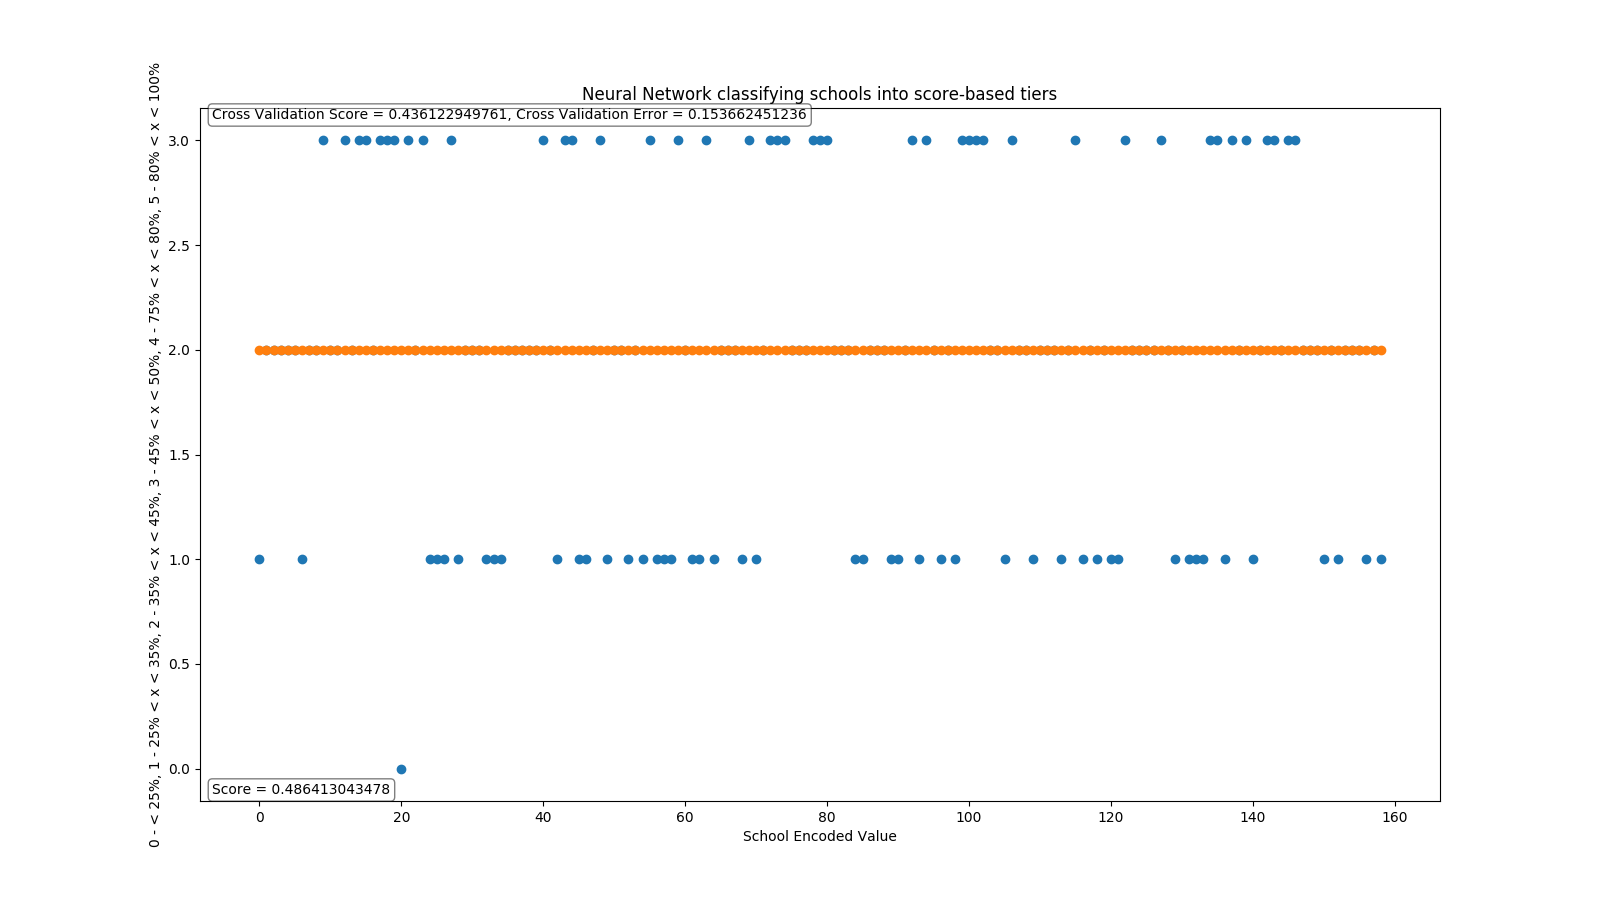 Neural Network classifying schools into score-based tiers
Cross Validation Score = 0.436122949761, Cross Validation Error = 0.153662451236
3.0
2.5
2.0
1.5
1.0
0.5
0.0
0 - < 25%, 1 - 25% < x < 35%, 2 - 35% < x < 45%, 3 - 45% < x < 50%, 4 - 75% < x < 80%, 5 - 80% < x < 100%
Score = 0.486413043478
0 20 40 60 80 100 120 140 160
School Encoded Value